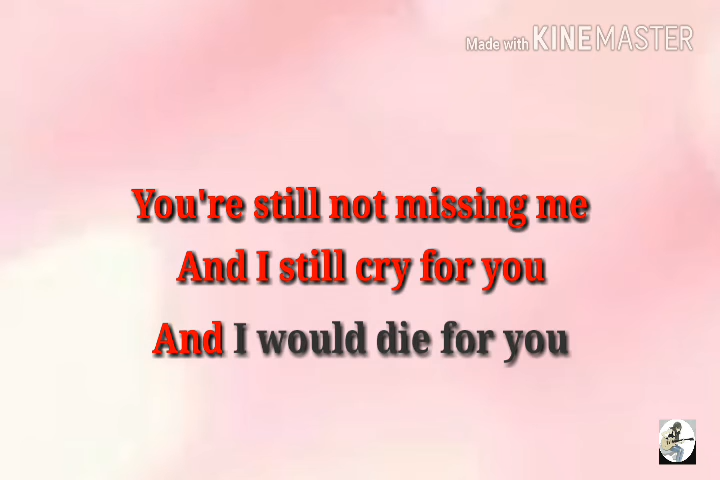 Made with KINEMASTER
You're still not missing me
And I still cry for you
And I would die for you